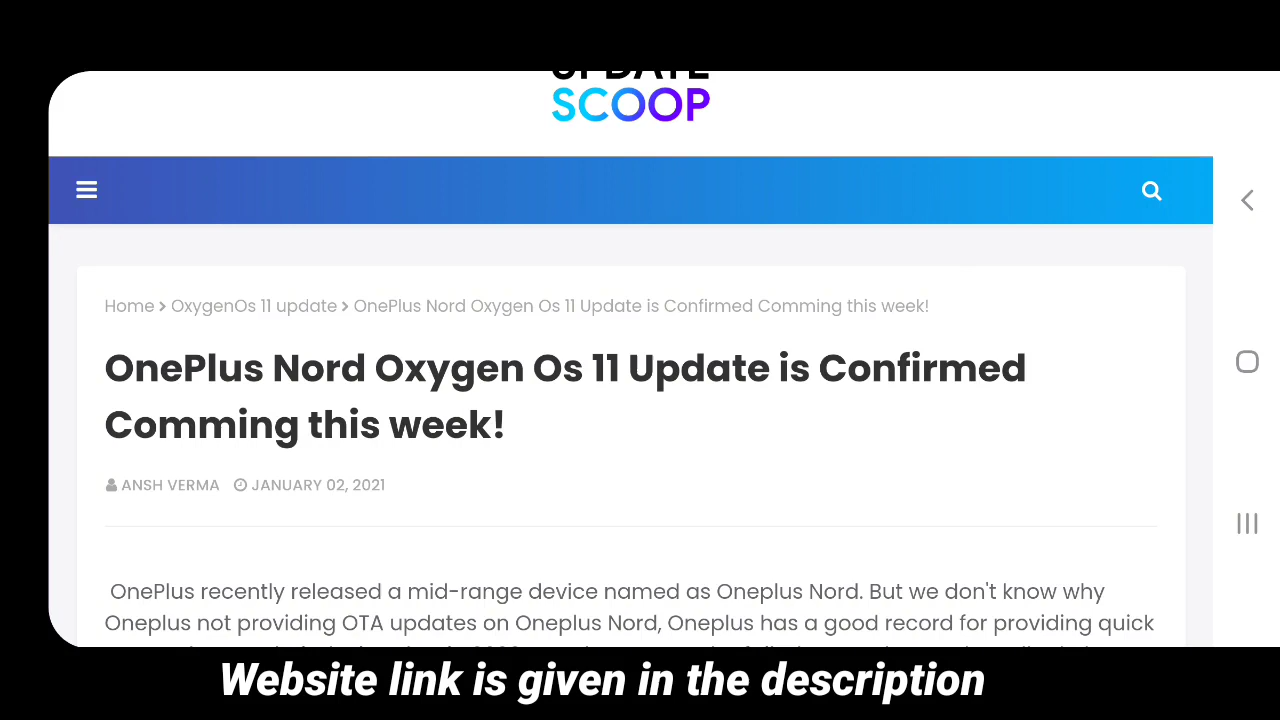 UPDATE
SCOOP
Home > OxygenOs 11 update > OnePlus Nord Oxygen Os 11 Update is Confirmed Comming this week!
OnePlus Nord Oxygen Os 11 Update is Confirmed
Comming this week!
ANSH VERMA JANUARY 02, 2021
OnePlus recently released a mid-range device named as Oneplus Nord. But we don't know why
Oneplus not providing OTA updates on Oneplus Nord, Oneplus has a good record for providing quick
Website link is given in the description